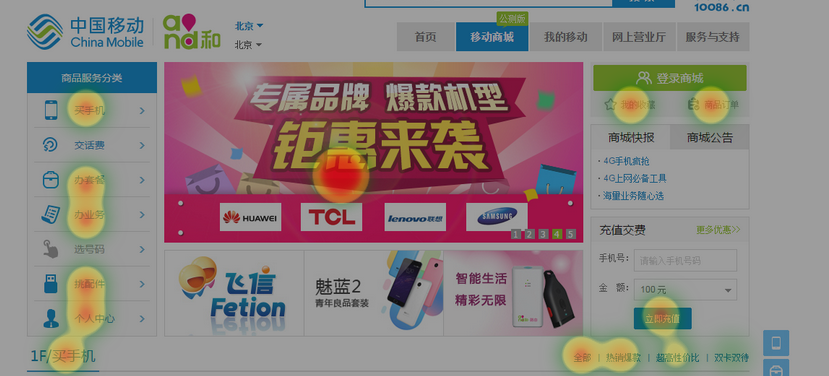 10086.cn
中国移动
China Mobile
and和
北京
北京
公测版
首页
移动商城
我的移动
网上营业厅
服务与支持
商品服务分类
买手机
交话费
办套餐
办业务
选号码
挑配件
个人中心
专属品牌 爆款机型
钜惠来袭
HUAWEI
TCL
lenovo联想
SAMSUNG
1 2 3 4 5
登录商城
我的收藏
商品订单
商城快报
商城公告
· 4G手机疯抢
· 4G上网必备工具
· 海量业务随心选
充值交费
更多优惠>>
手机号:
请输入手机号码
金 额:
100 元
立即充值
飞信
Fetion
魅蓝2
青年良品套装
智能生活
精彩无限
1F/买手机
全部 | 热销爆款 | 超高性价比 | 双卡双待